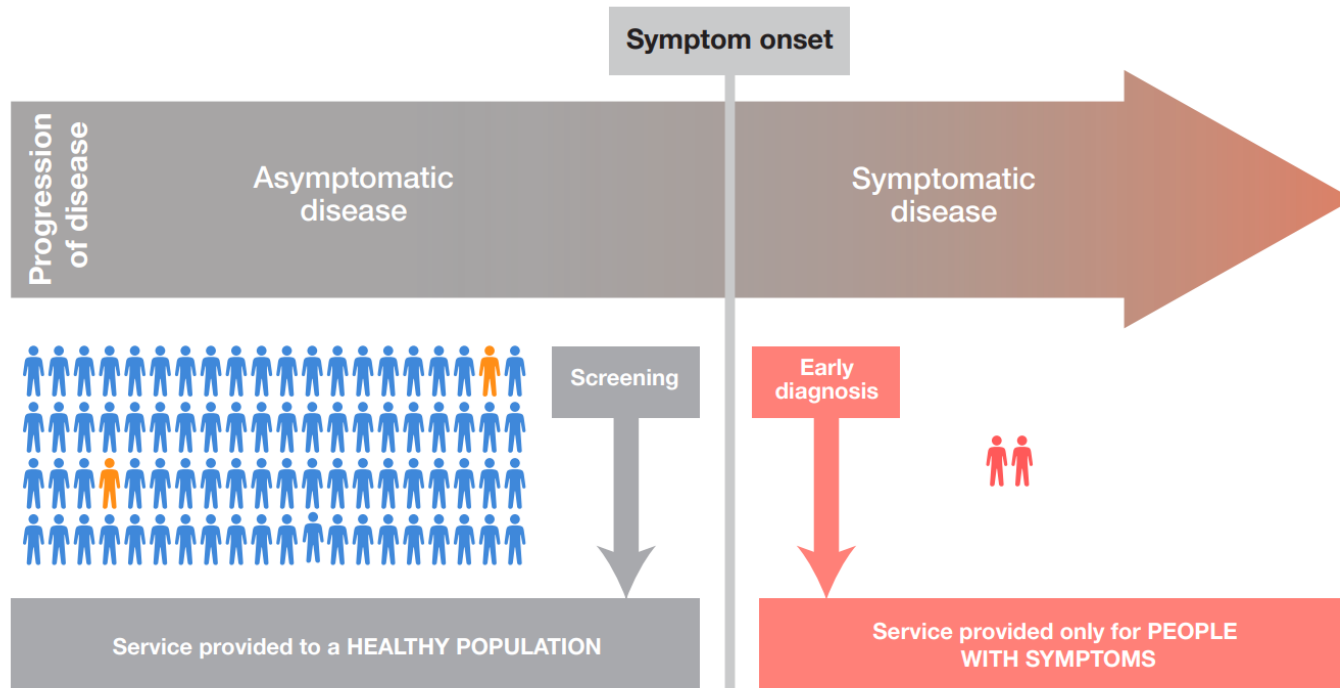 Symptom onset
Progression
of disease
Asymptomatic
disease
Symptomatic
disease
Screening
Early
diagnosis
Service provided to a HEALTHY POPULATION
Service provided only for PEOPLE
WITH SYMPTOMS